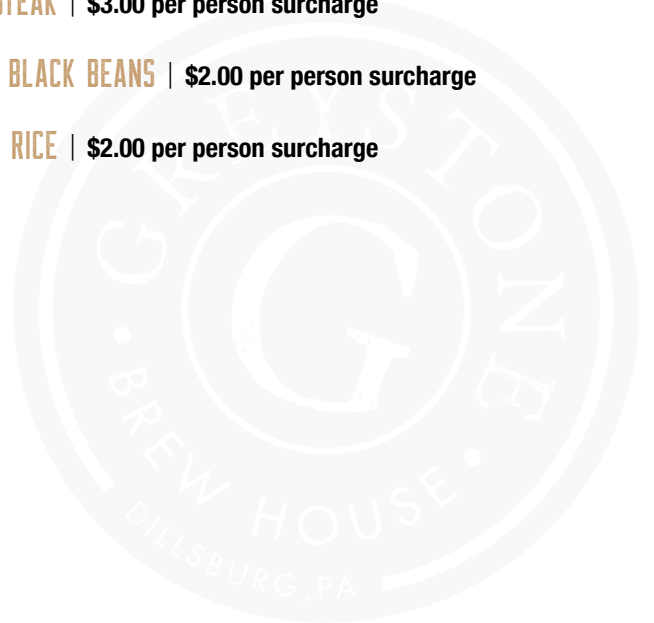 STEAK | $3.00 per person surcharge
BLACK BEANS | $2.00 per person surcharge
RICE | $2.00 per person surcharge
GREYSTONE
G
• BREW HOUSE •
DILLSBURG, PA